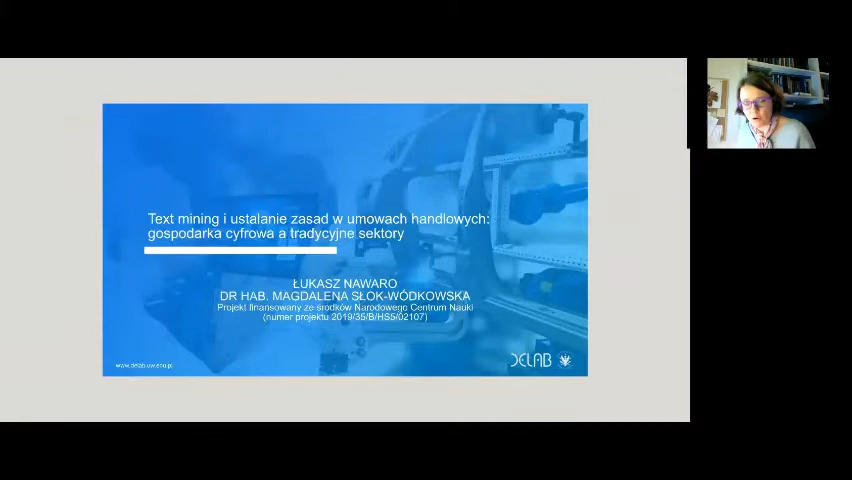 Text mining i ustalanie zasad w umowach handlowych:
gospodarka cyfrowa a tradycyjne sektory
ŁUKASZ NAWARO
DR HAB. MAGDALENA SŁOK-WÓDKOWSKA
Projekt finansowany ze środków Narodowego Centrum Nauki
(numer projektu 2019/35/B/HS5/02107)
www.delab.uw.edu.pl
DELAB